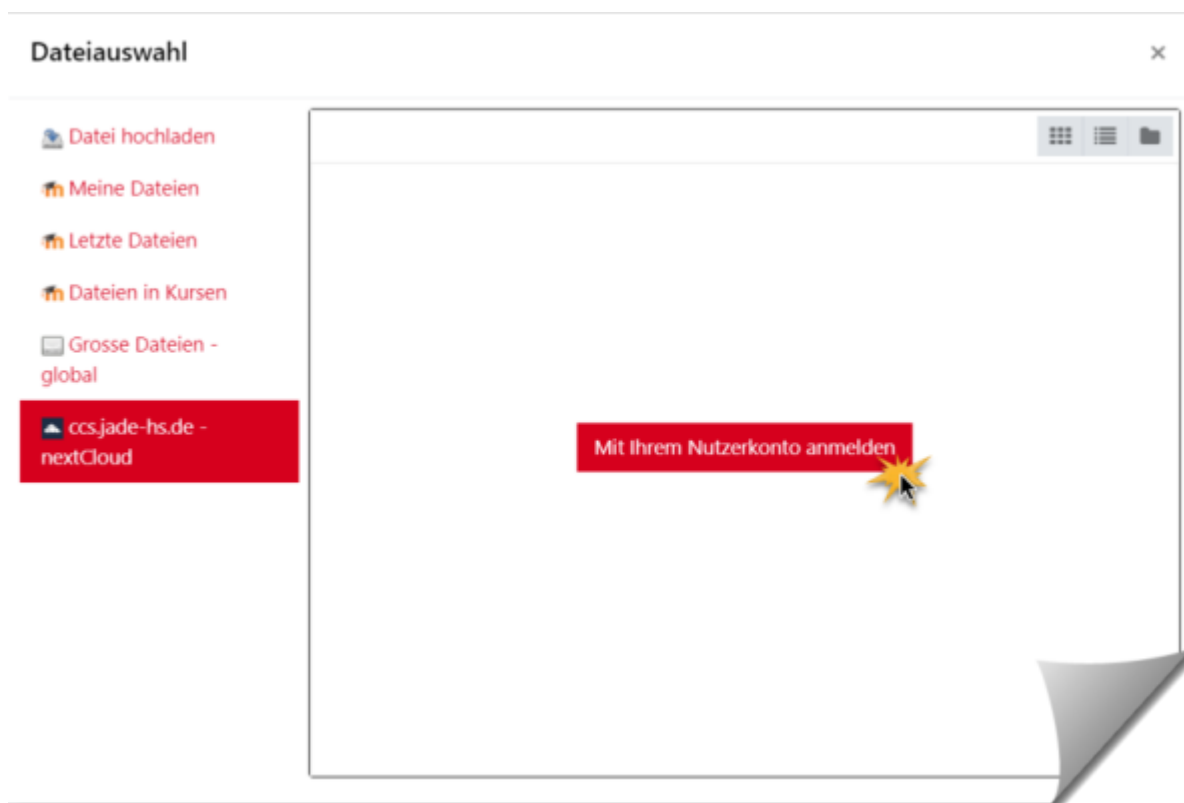 Dateiauswahl
Datei hochladen
Meine Dateien
Letzte Dateien
Dateien in Kursen
Grosse Dateien -
global
ccs.jade-hs.de -
nextCloud
Mit Ihrem Nutzerkonto anmelden